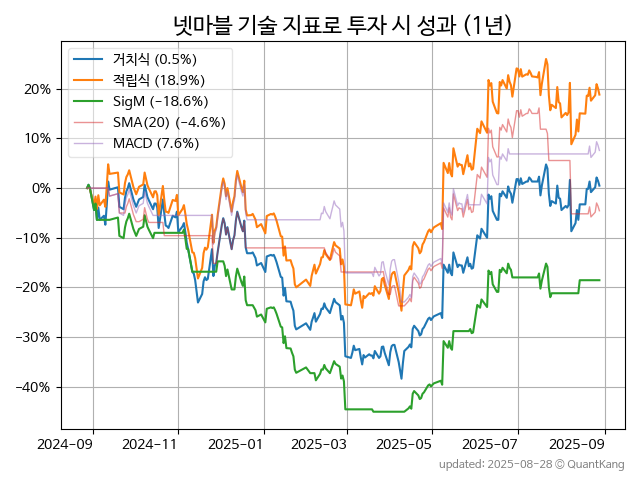 넷마블 기술 지표로 투자 시 성과 (1년)
거치식 (0.5%)
적립식 (18.9%)
SigM (−18.6%)
SMA(20) (−4.6%)
MACD (7.6%)
20%
10%
0%
−10%
−20%
−30%
−40%
2024-09 2024-11 2025-01 2025-03 2025-05 2025-07 2025-09
updated: 2025-08-28 © QuantKang